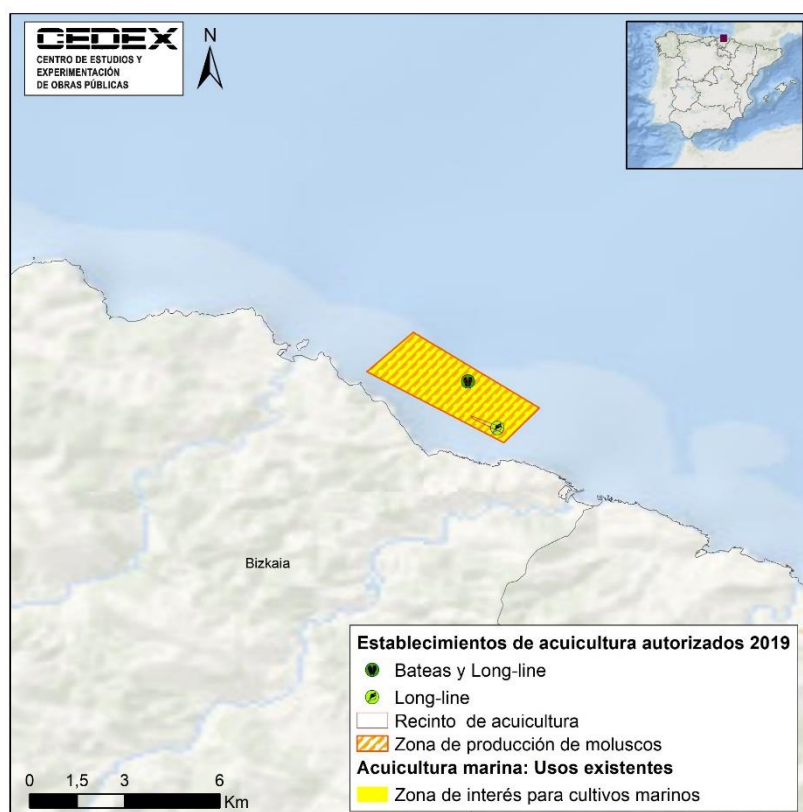 CEDEX
CENTRO DE ESTUDIOS Y
EXPERIMENTACIÓN
DE OBRAS PÚBLICAS
N
Bizkaia
Establecimientos de acuicultura autorizados 2019
Bateas y Long-line
Long-line
Recinto de acuicultura
Zona de producción de moluscos
Acuicultura marina: Usos existentes
Zona de interés para cultivos marinos
0 1,5 3 6
Km